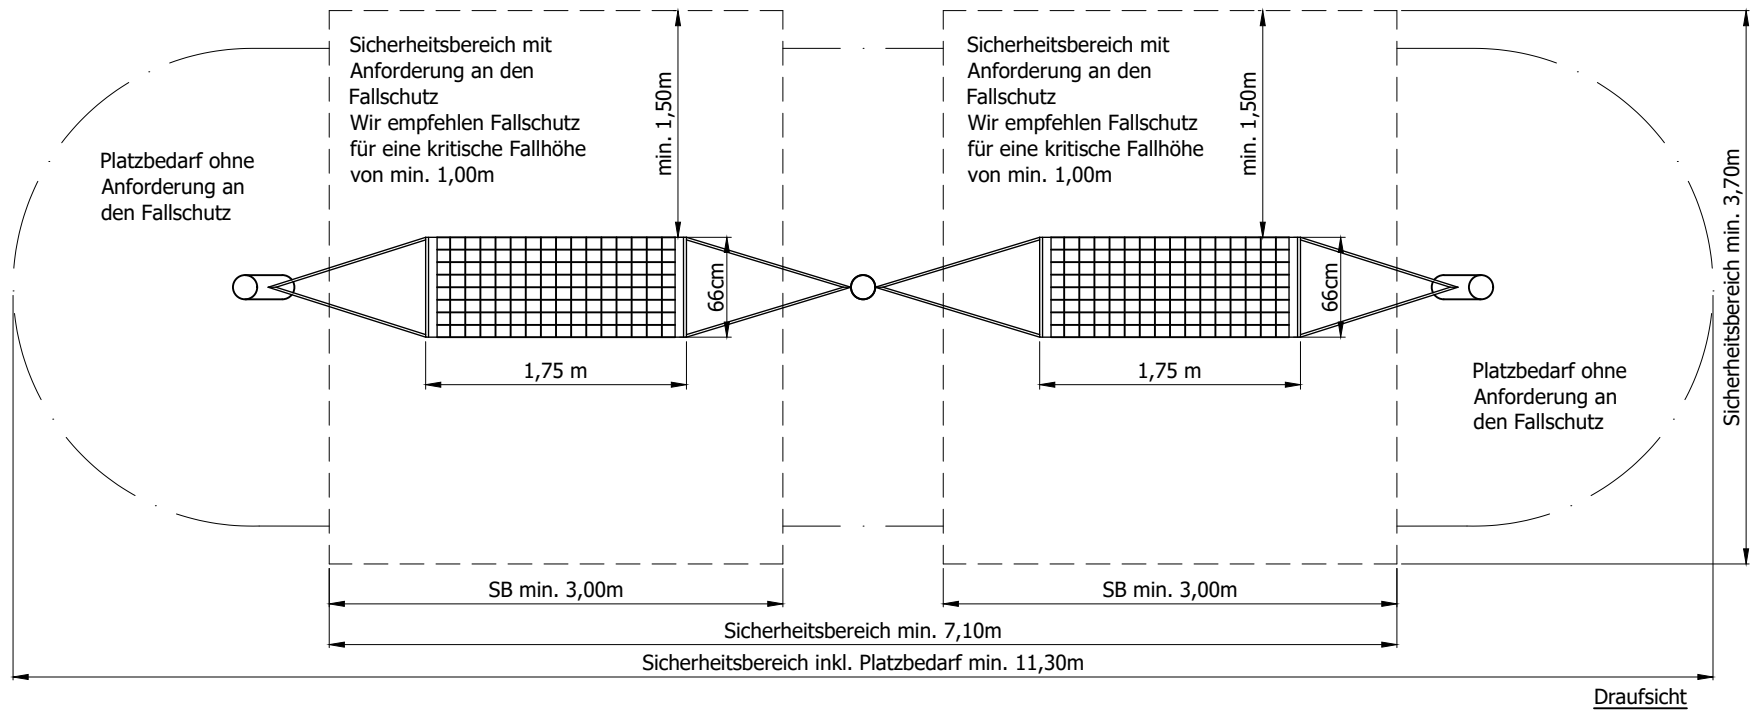 Sicherheitsbereich mit
Anforderung an den
Fallschutz
Wir empfehlen Fallschutz
für eine kritische Fallhöhe
von min. 1,00m
min. 1,50m
Sicherheitsbereich mit
Anforderung an den
Fallschutz
Wir empfehlen Fallschutz
für eine kritische Fallhöhe
von min. 1,00m
min. 1,50m
Platzbedarf ohne
Anforderung an
den Fallschutz
Sicherheitsbereich min. 3,70m
66cm
66cm
1,75 m
1,75 m
Platzbedarf ohne
Anforderung an
den Fallschutz
SB min. 3,00m
SB min. 3,00m
Sicherheitsbereich min. 7,10m
Sicherheitsbereich inkl. Platzbedarf min. 11,30m
Draufsicht